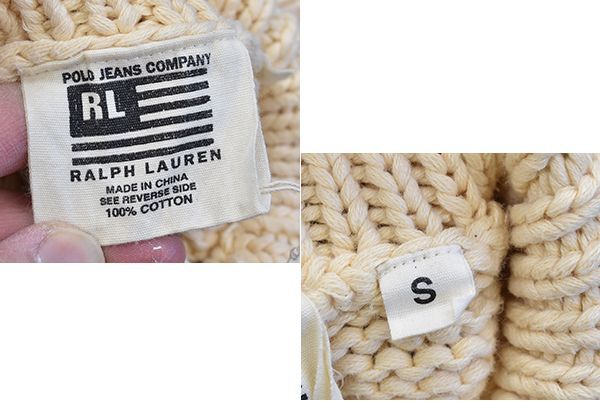 POLO JEANS COMPANY
RL
RALPH LAUREN
MADE IN CHINA
SEE REVERSE SIDE
100% COTTON
S